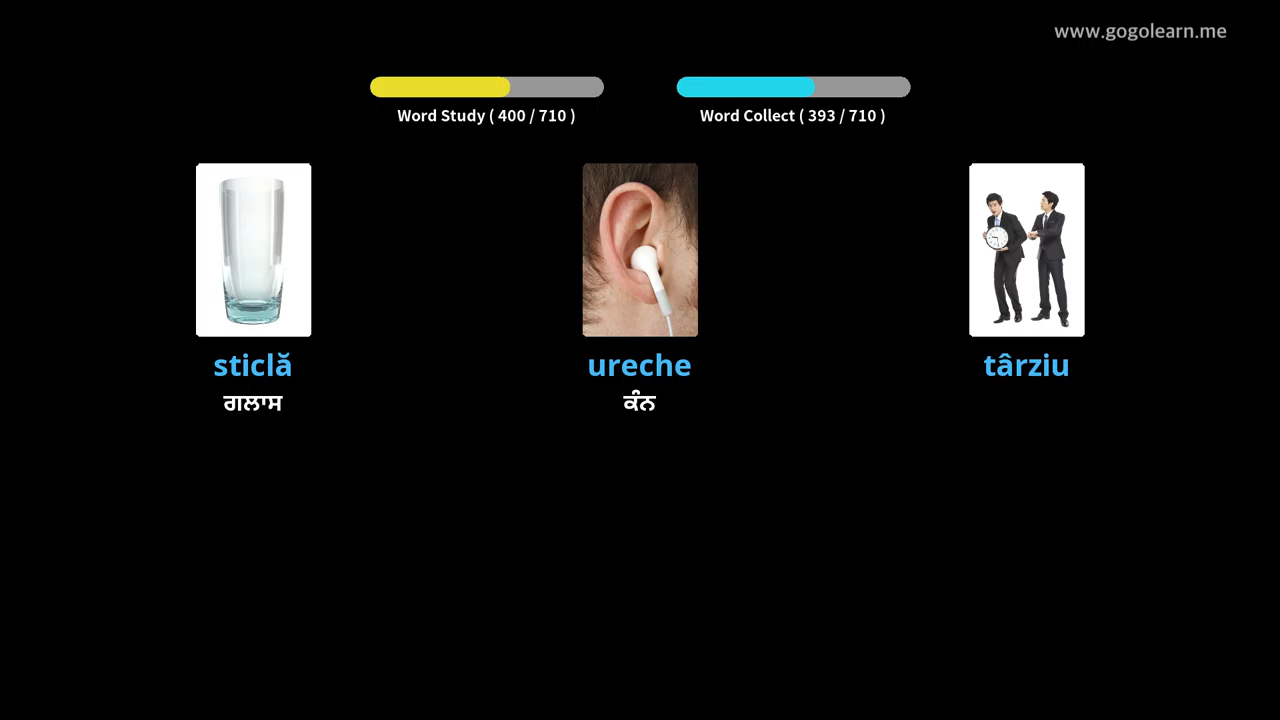 www.gogolearn.me
Word Study ( 400 / 710 )
Word Collect ( 393 / 710 )
sticlă
ureche
târziu
ਗਲਾਸ
ਕੰਨ